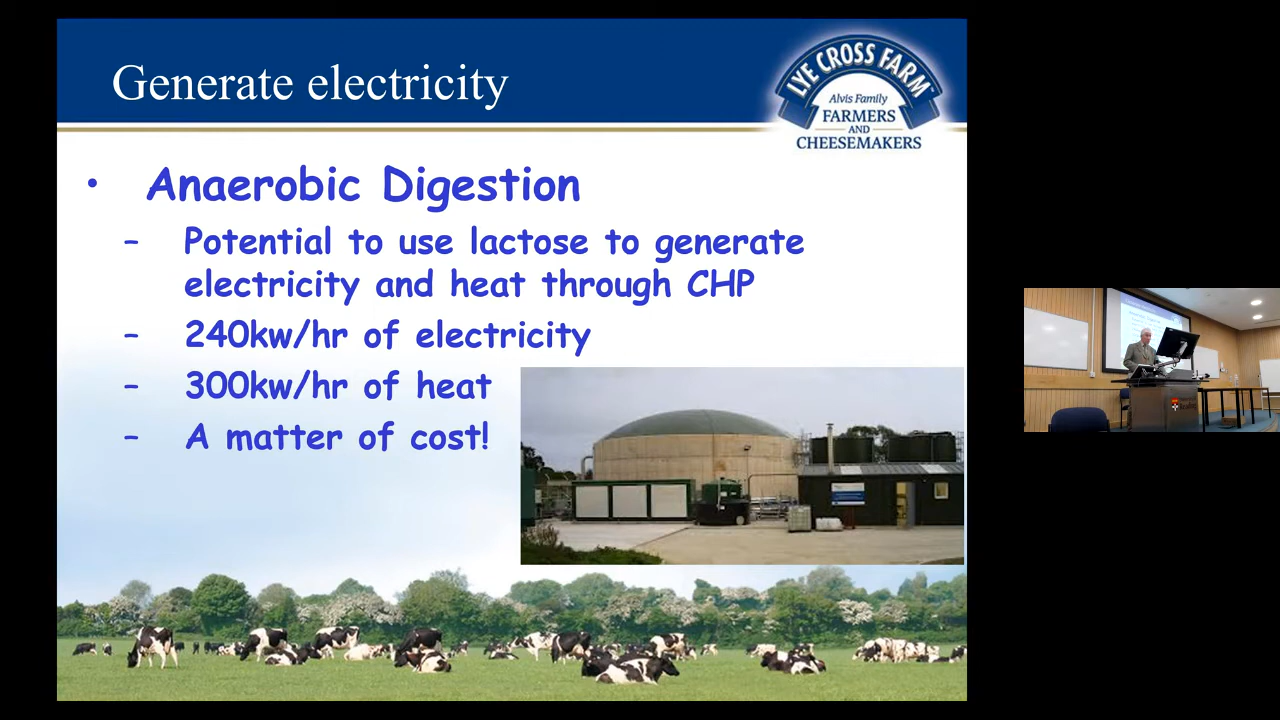 Generate electricity
LYE CROSS FARM
Alvis Family
FARMERS
AND
CHEESEMAKERS
• Anaerobic Digestion
– Potential to use lactose to generate
electricity and heat through CHP
– 240kw/hr of electricity
– 300kw/hr of heat
– A matter of cost!